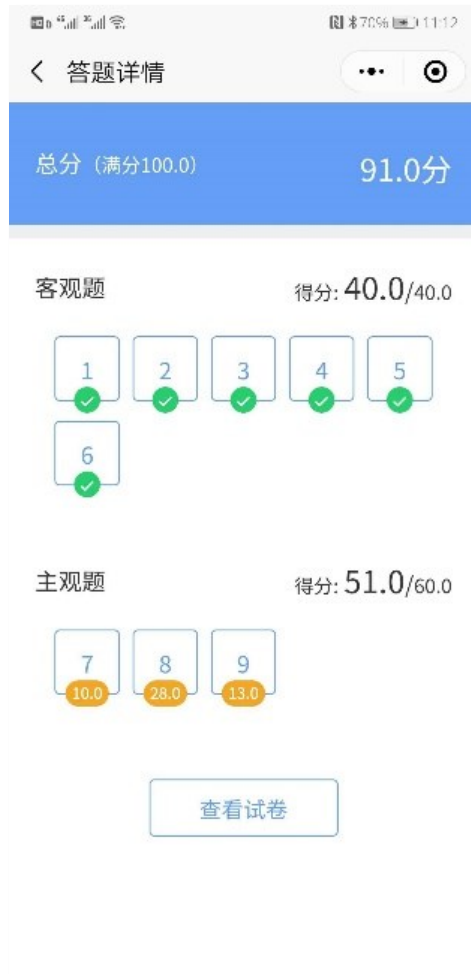 70% 11:12
答题详情
总分（满分100.0） 91.0分
客观题 得分: 40.0/40.0
1 2 3 4 5
6
主观题 得分: 51.0/60.0
7 8 9
10.0 28.0 13.0
查看试卷